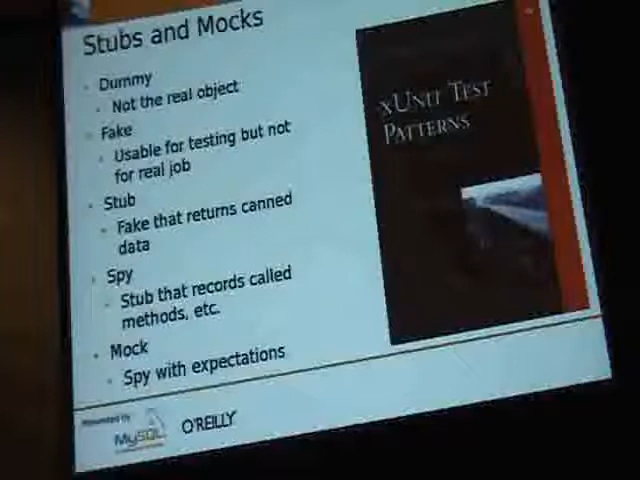 Stubs and Mocks
Dummy
Not the real object
Fake
Usable for testing but not
for real job
Stub
Fake that returns canned
data
Spy
Stub that records called
methods, etc.
Mock
Spy with expectations
xUnit Test
Patterns
Presented by
MySQL
O'REILLY